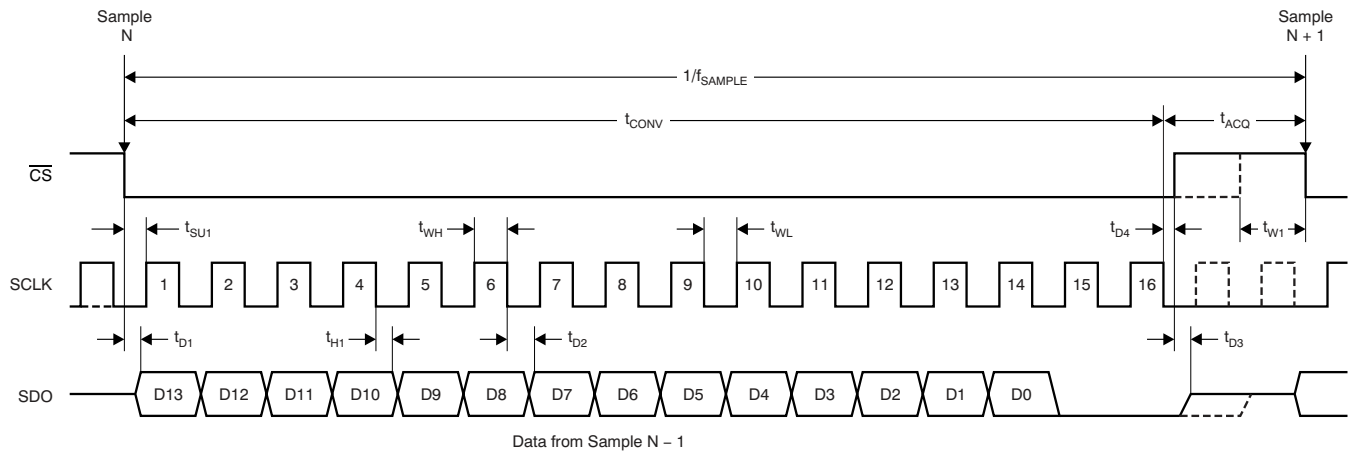 Sample
N
Sample
N + 1
1/fSAMPLE
tCONV
tACQ
CS
tSU1
tWH
tWL
tD4
tW1
SCLK
1 2 3 4 5 6 7 8 9 10 11 12 13 14 15 16
tD1
tH1
tD2
tD3
SDO
D13 D12 D11 D10 D9 D8 D7 D6 D5 D4 D3 D2 D1 D0
Data from Sample N − 1